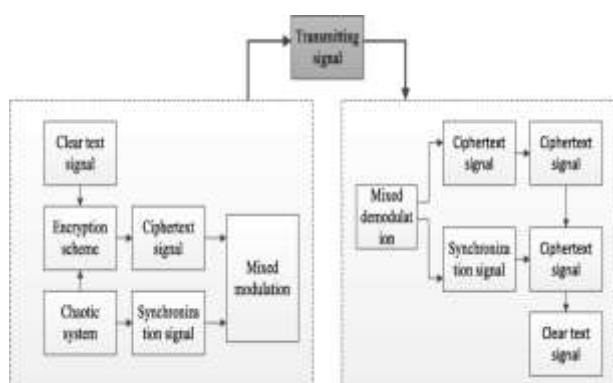 Transmitting
signal
Clear text
signal
Encryption
scheme
Ciphertext
signal
Chaotic
system
Synchroniza
tion signal
Mixed
modulation
Mixed
demodulat
ion
Ciphertext
signal
Ciphertext
signal
Synchroniza
tion signal
Ciphertext
signal
Clear text
signal